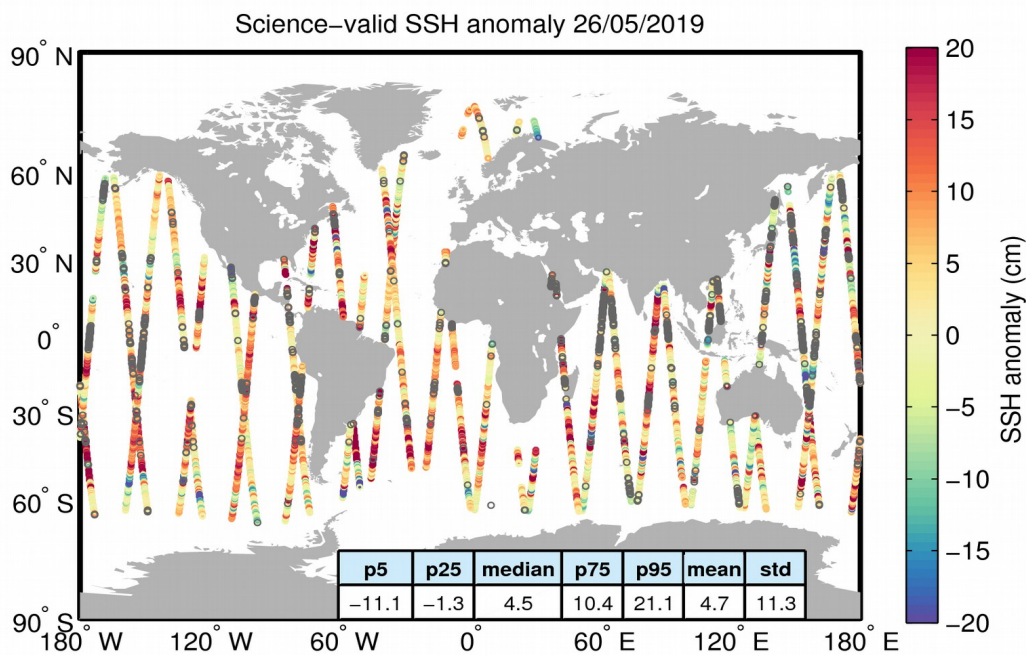 Science−valid SSH anomaly 26/05/2019
90° N
60° N
30° N
0°
30° S
60° S
90° S
180° W
120° W
60° W
0°
60° E
120° E
180° E
20
15
10
5
0
−5
−10
−15
−20
SSH anomaly (cm)
p5 p25 median p75 p95 mean std
−11.1 −1.3 4.5 10.4 21.1 4.7 11.3